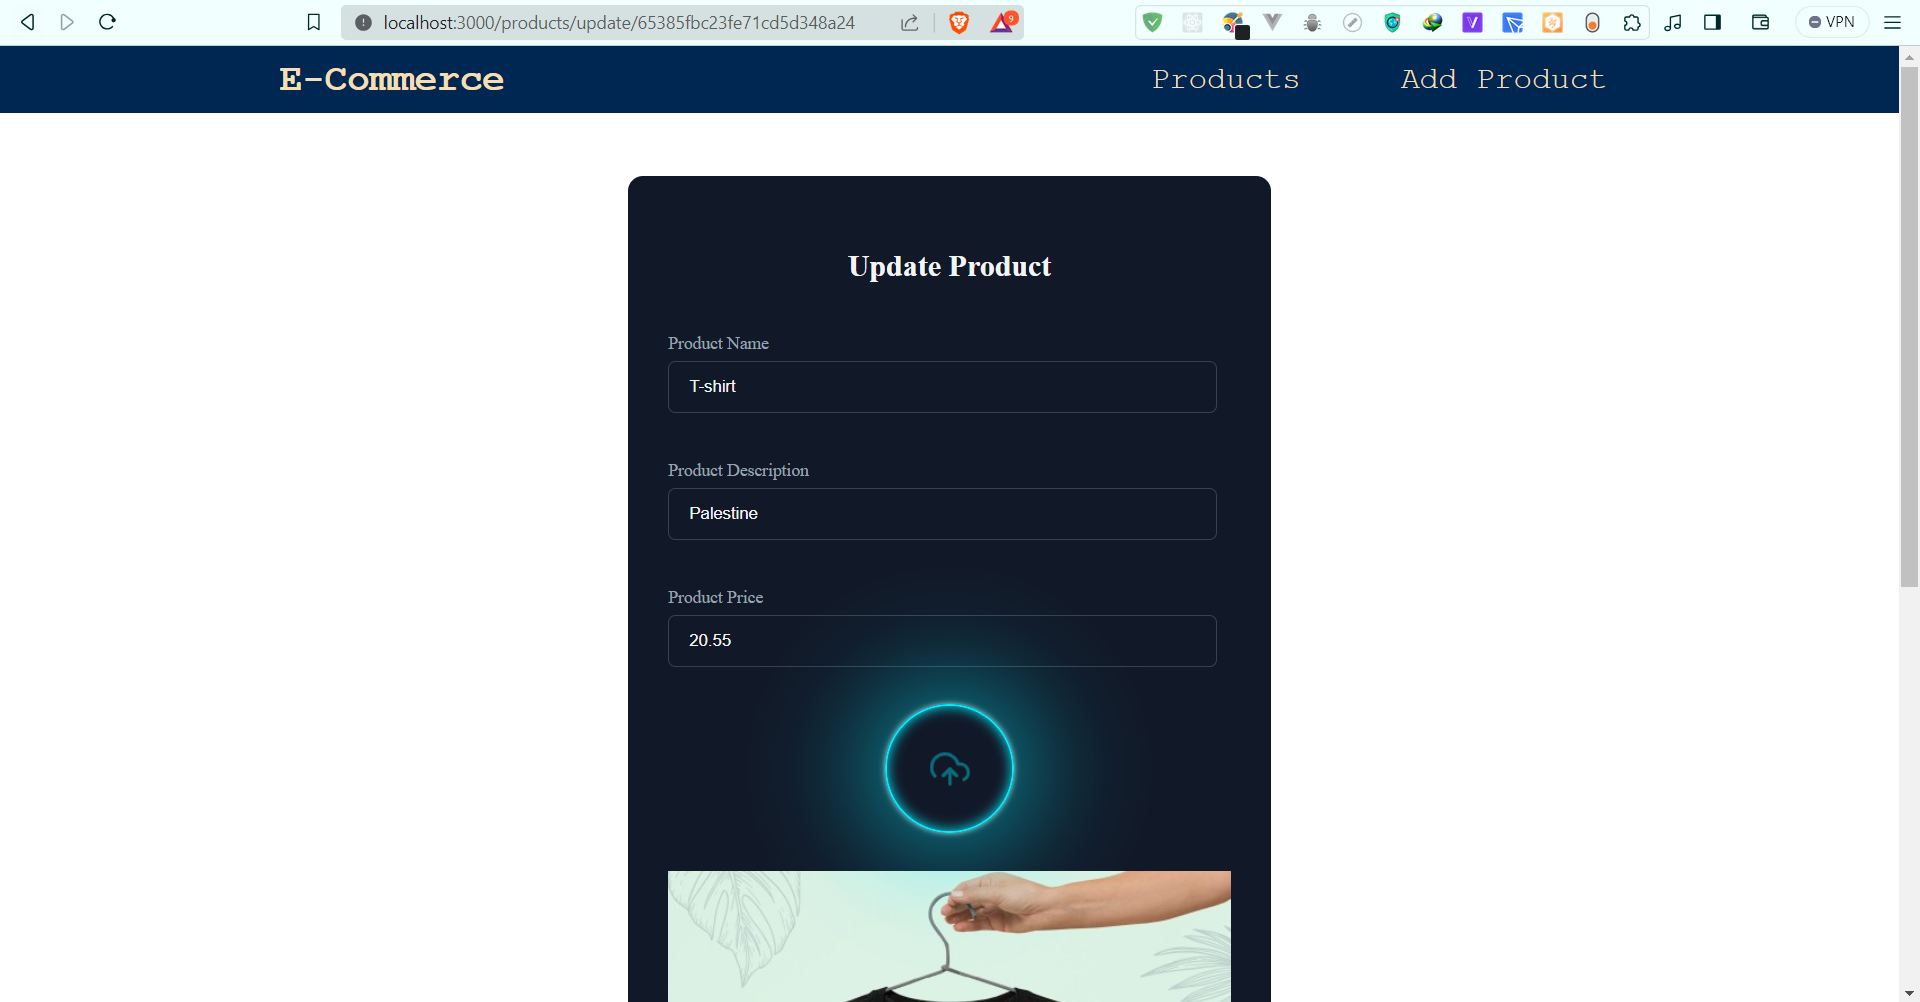 localhost:3000/products/update/65385fbc23fe71cd5d348a24
9
V
VPN
E-Commerce
Products
Add Product
Update Product
Product Name
T-shirt
Product Description
Palestine
Product Price
20.55